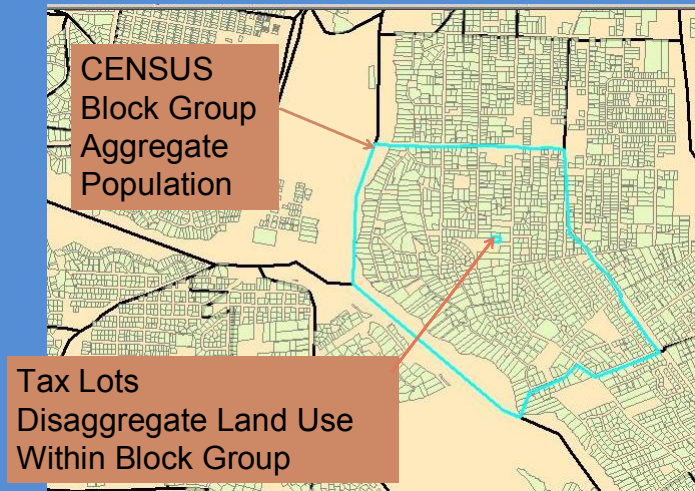 CENSUS
Block Group
Aggregate
Population
Tax Lots
Disaggregate Land Use
Within Block Group